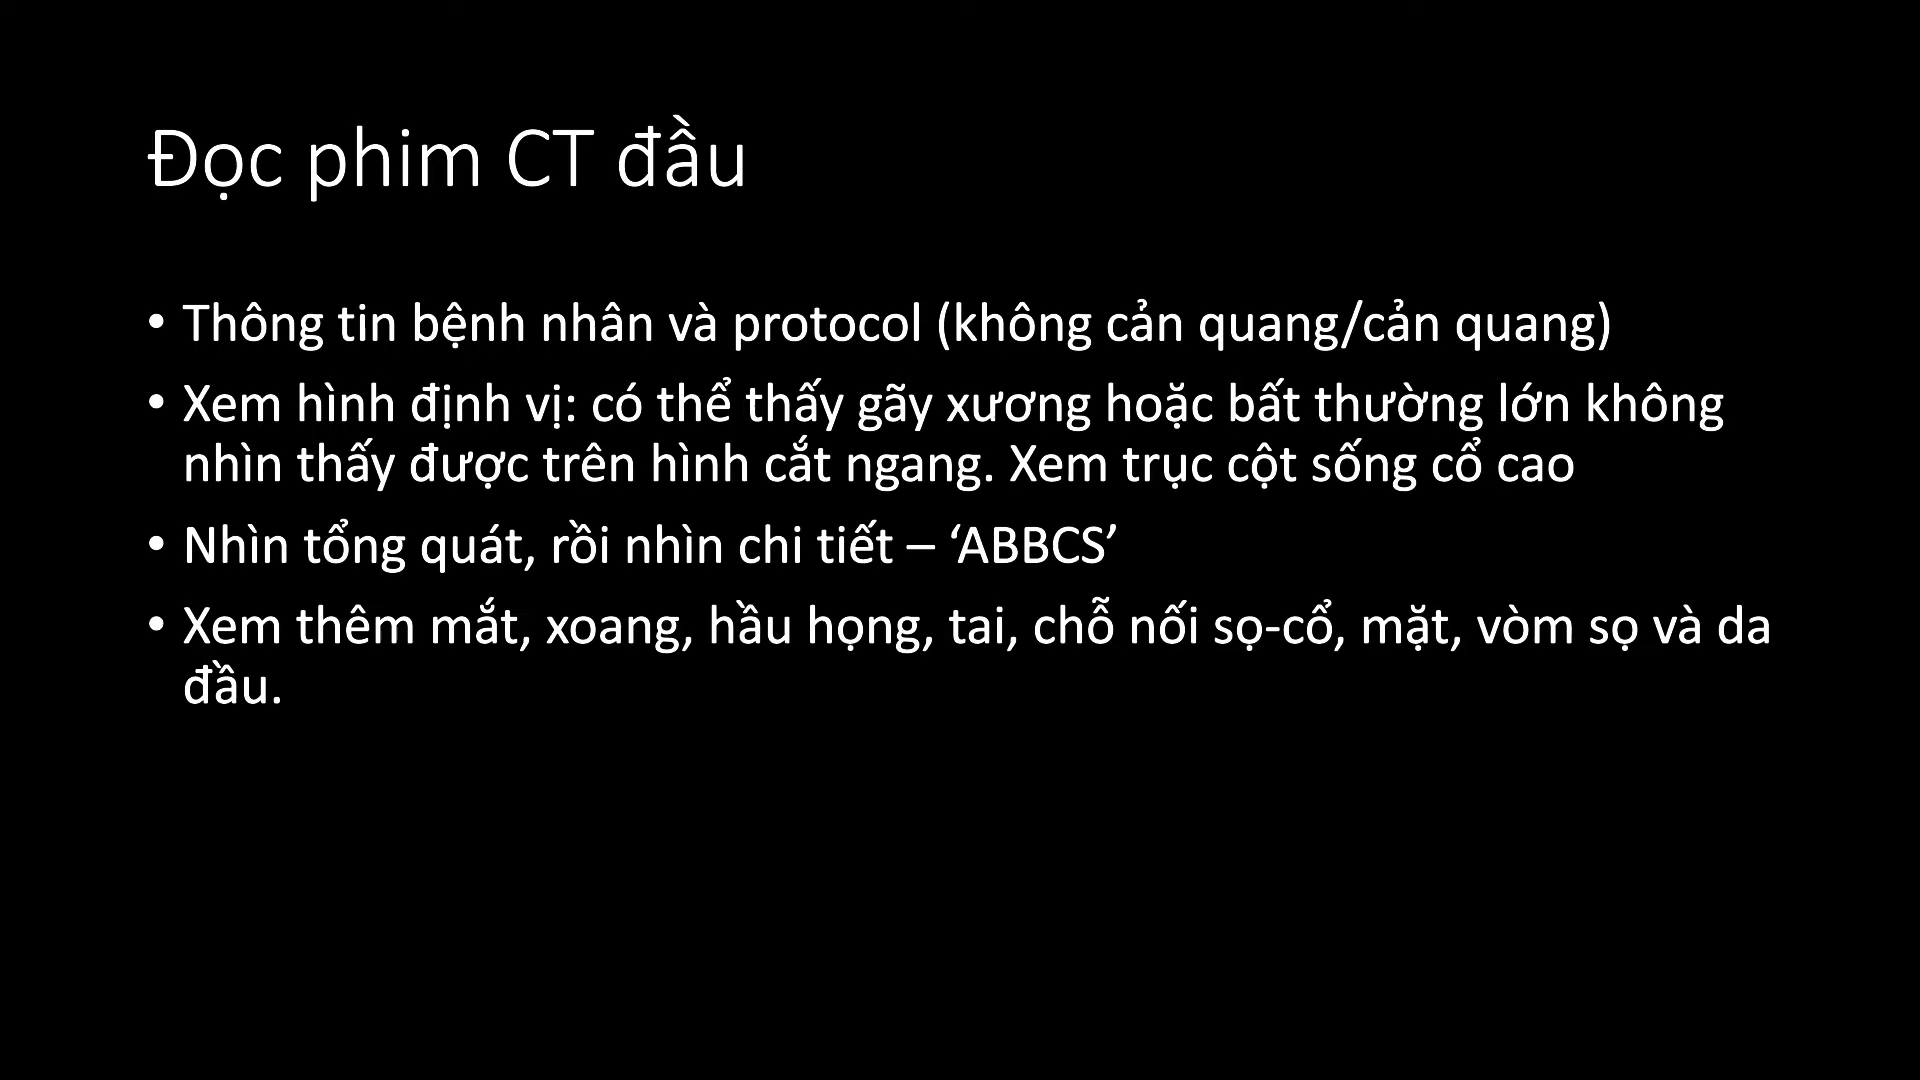 Đọc phim CT đầu
• Thông tin bệnh nhân và protocol (không cản quang/cản quang)
• Xem hình định vị: có thể thấy gãy xương hoặc bất thường lớn không
nhìn thấy được trên hình cắt ngang. Xem trục cột sống cổ cao
• Nhìn tổng quát, rồi nhìn chi tiết – ‘ABBCS’
• Xem thêm mắt, xoang, hầu họng, tai, chỗ nối sọ-cổ, mặt, vòm sọ và da
đầu.